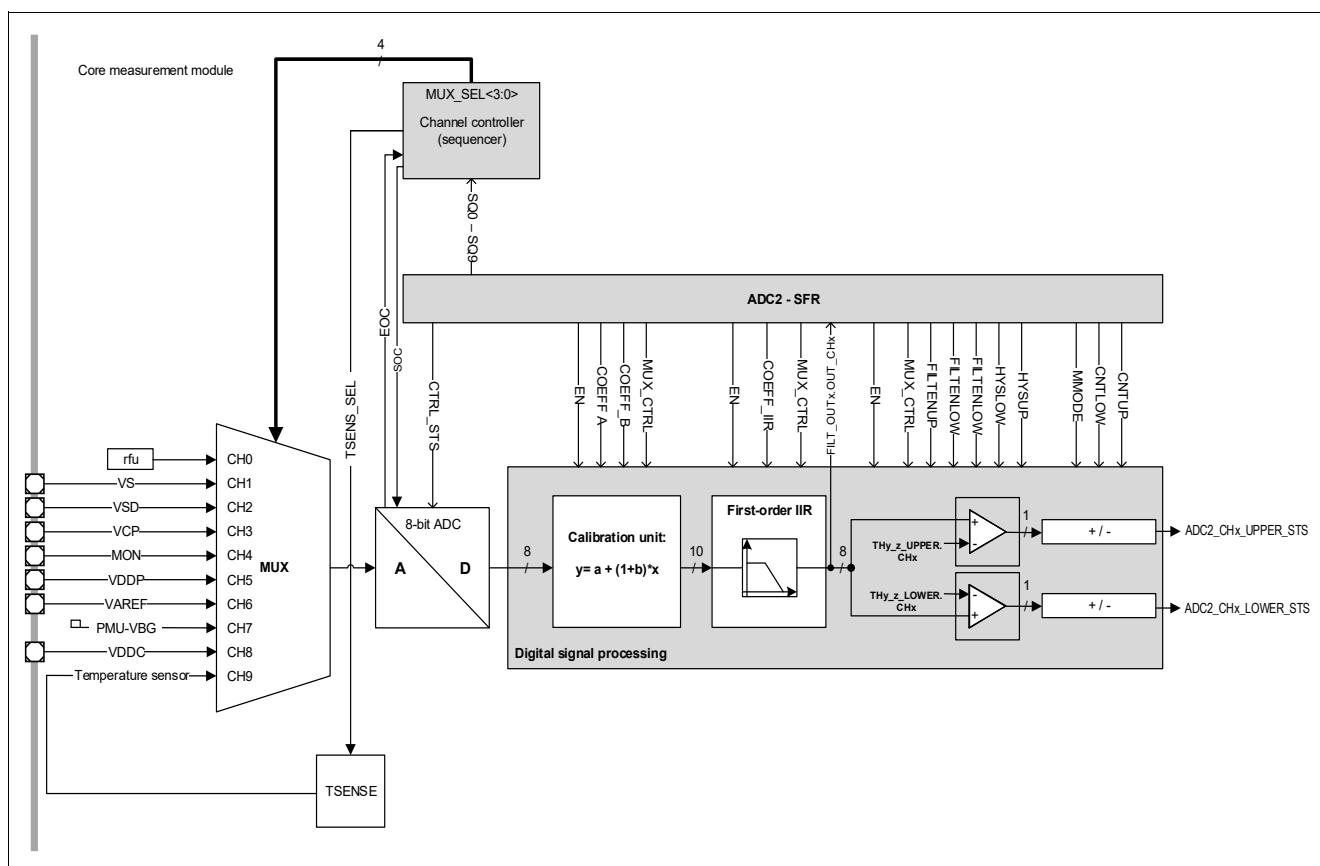 4
Core measurement module
MUX_SEL<3:0>
Channel controller
(sequencer)
SQ0 – SQ9
ADC2 - SFR
TSENS_SEL
EOC
SOC
CTRL_STS
EN
COEFF A
COEFF_B
MUX_CTRL
EN
COEFF_IIR
MUX_CTRL
FILT_OUTx.OUT_CHx
EN
MUX_CTRL
FILTENUP
FILTENLOW
FILTENLOW
HYSLOW
HYSUP
MMODE
CNTLOW
CNTUP
rfu
CH0
VS
CH1
VSD
CH2
VCP
CH3
MON
CH4
VDDP
CH5
VAREF
CH6
PMU-VBG
CH7
VDDC
CH8
Temperature sensor
CH9
MUX
8-bit ADC
A
D
8
Calibration unit:
y= a + (1+b)*x
10
First-order IIR
8
THy_z_UPPER.
CHx
+
-
1
+ / -
ADC2_CHx_UPPER_STS
THy_z_LOWER.
CHx
-
+
1
+ / -
ADC2_CHx_LOWER_STS
Digital signal processing
TSENSE